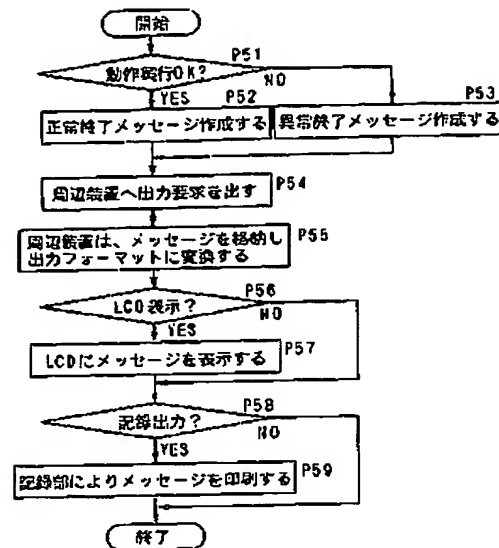 開始
P51
動作実行OK?
NO
YES
P52
P53
正常終了メッセージ作成する
異常終了メッセージ作成する
周辺装置へ出力要求を出す
P54
周辺装置は、メッセージを格納し
出力フォーマットに変換する
P55
P56
LCD表示?
NO
YES
LCDにメッセージを表示する
P57
P58
記録出力?
NO
YES
記録部によりメッセージを印刷する
P59
終了